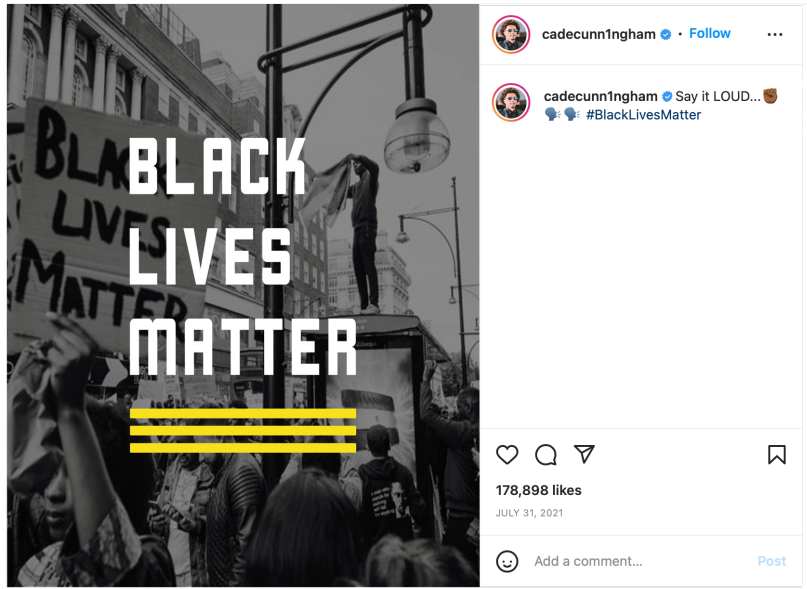 BLACK
LIVES
MATTER
BLACK
LIVES
MATTER
cadecunn1ngham • Follow
cadecunn1ngham Say it LOUD...✊🏾
🗣️🗣️ #BlackLivesMatter
178,898 likes
JULY 31, 2021
Add a comment...
Post